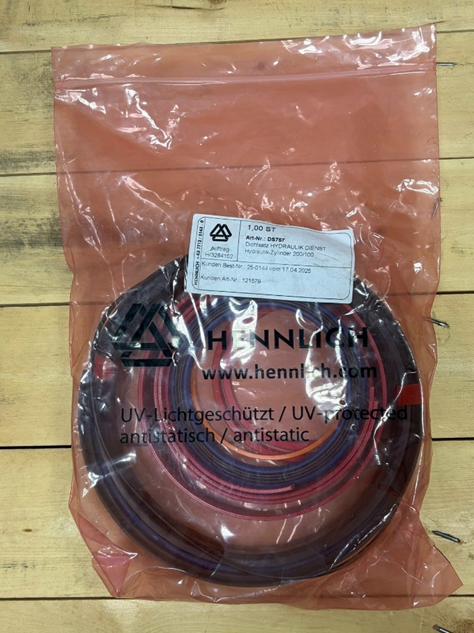 1,00 ST
Art-Nr.: DS757
Dichtsatz HYDRAULIK DIENST
Hydraulik-Zylinder 200/100
Auftrag
Kunden Best-Nr.: 25-0144 vom 17.04.2025
Kunden Art-Nr.: 121579
HENNLICH
www.hennlich.com
UV-Lichtgeschützt / UV-protected
antistatisch / antistatic